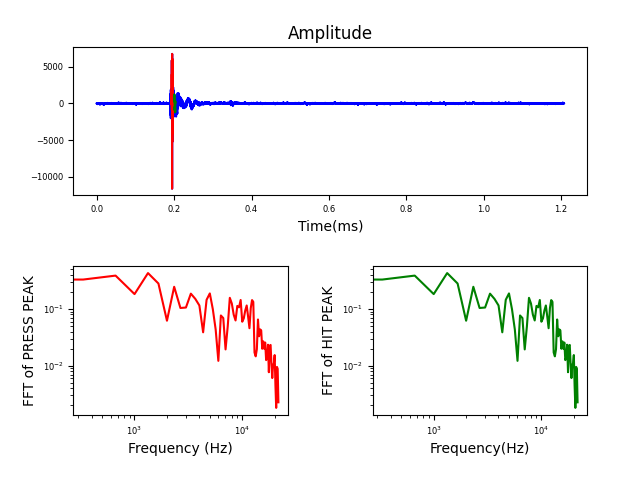 Amplitude
5000
0
−5000
−10000
0.0 0.2 0.4 0.6 0.8 1.0 1.2
Time(ms)
FFT of PRESS PEAK
10⁻¹
10⁻²
10³ 10⁴
Frequency (Hz)
FFT of HIT PEAK
10⁻¹
10⁻²
10³ 10⁴
Frequency(Hz)